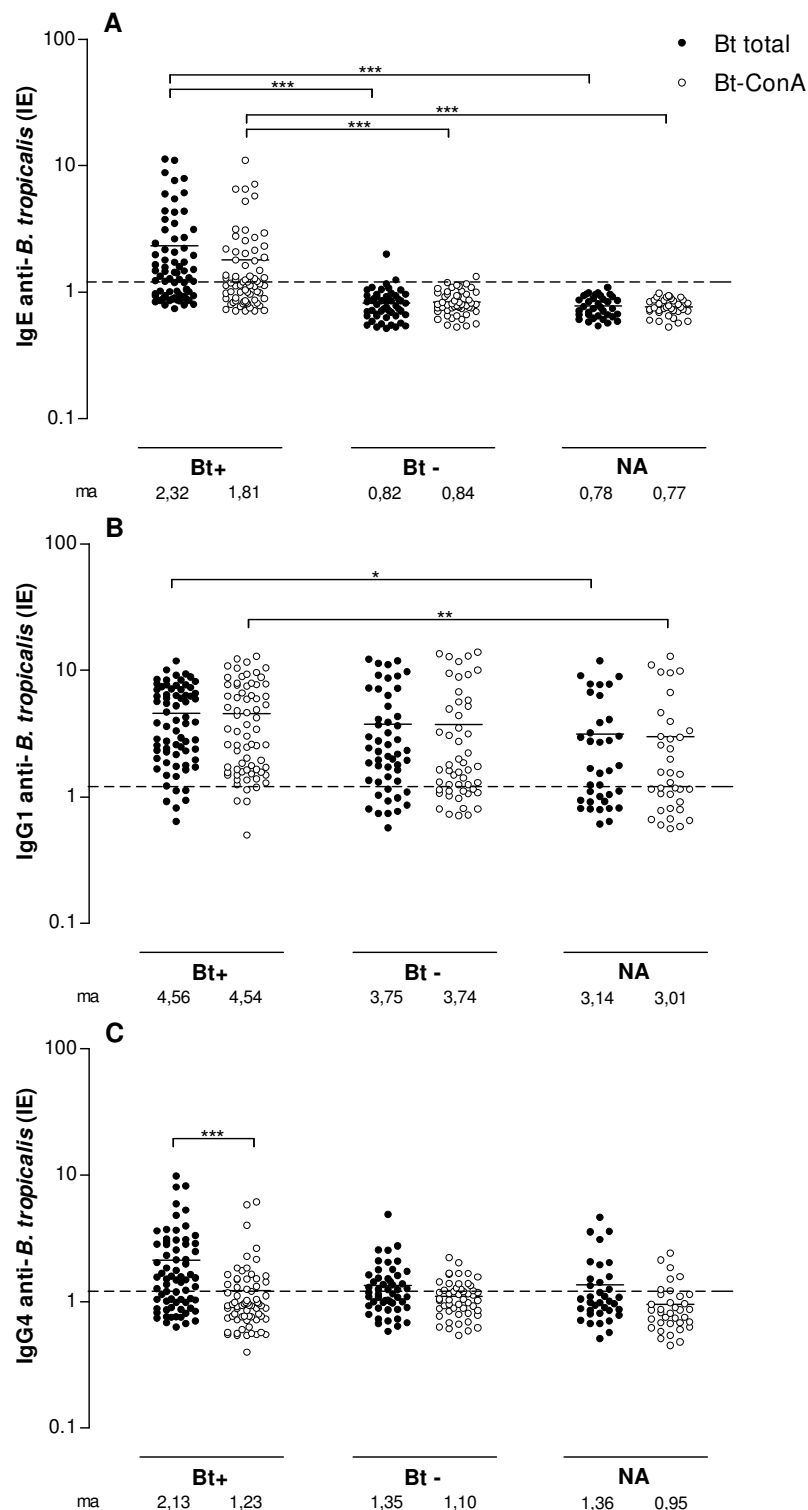 A
100
Bt total
***
Bt-ConA
***
***
***
10
1
0.1
IgE anti-B. tropicalis (IE)
Bt+ Bt - NA
ma 2,32 1,81 0,82 0,84 0,78 0,77
B
100
*
**
10
1
0.1
IgG1 anti-B. tropicalis (IE)
Bt+ Bt - NA
ma 4,56 4,54 3,75 3,74 3,14 3,01
C
100
***
10
1
0.1
IgG4 anti-B. tropicalis (IE)
Bt+ Bt - NA
ma 2,13 1,23 1,35 1,10 1,36 0,95